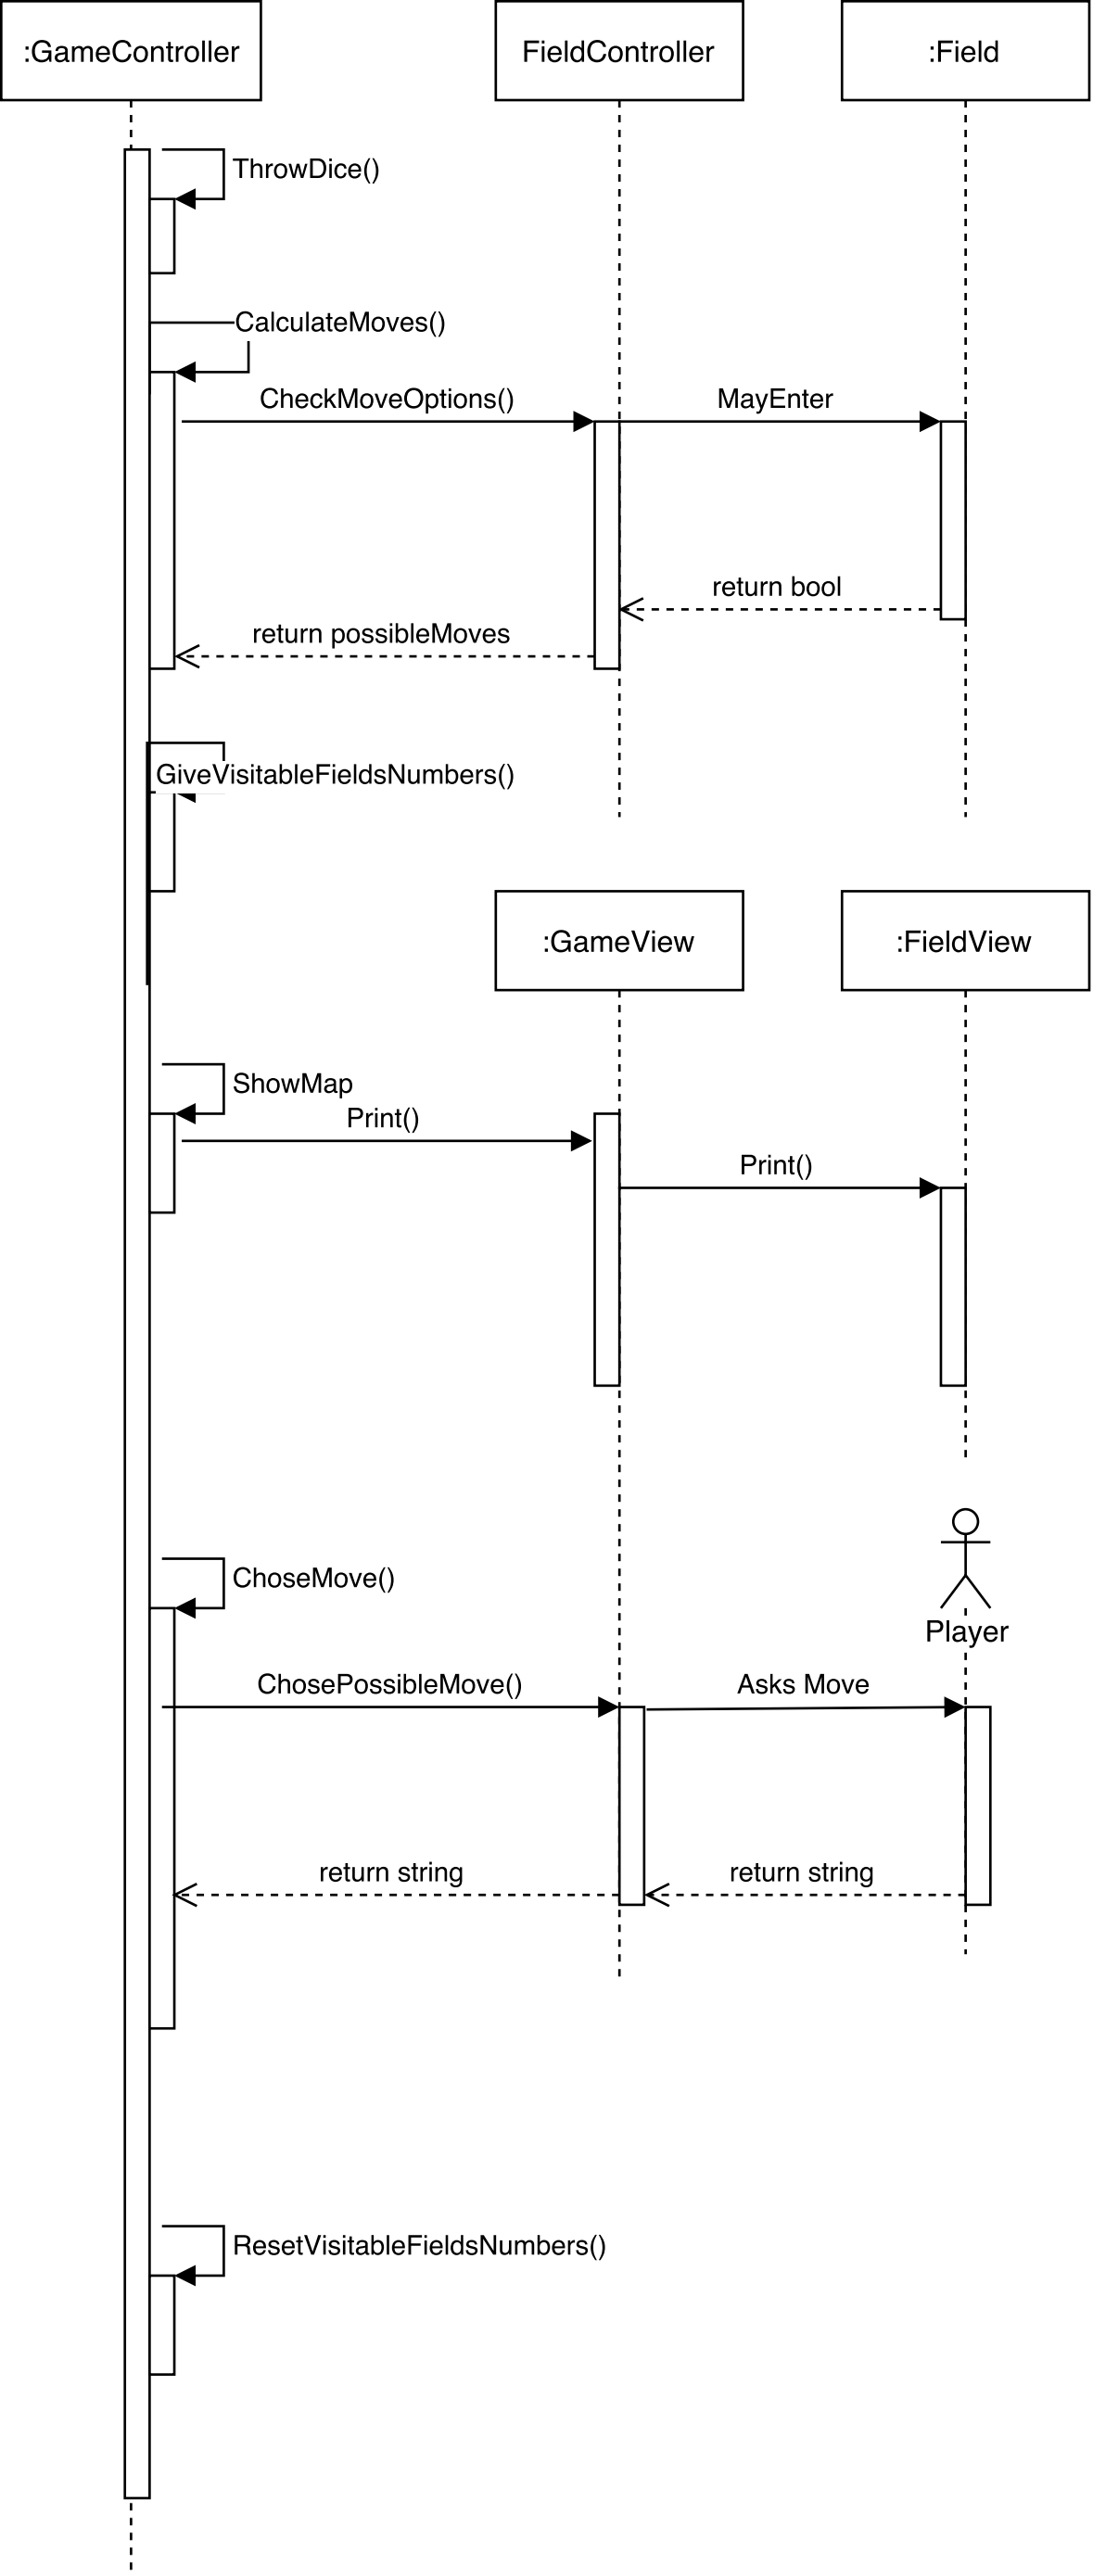 :GameController
FieldController
:Field
ThrowDice()
CalculateMoves()
CheckMoveOptions()
MayEnter
return bool
return possibleMoves
GiveVisitableFieldsNumbers()
:GameView
:FieldView
ShowMap
Print()
Print()
ChoseMove()
Player
ChosePossibleMove()
Asks Move
return string
return string
ResetVisitableFieldsNumbers()